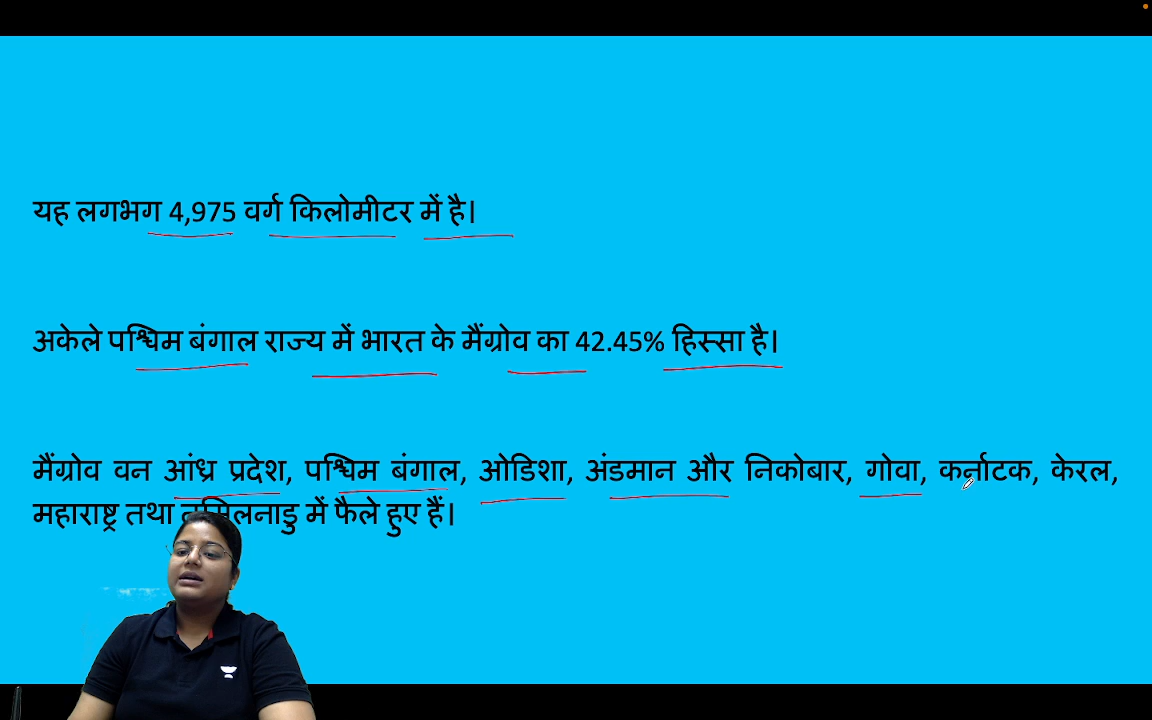 यह लगभग 4,975 वर्ग किलोमीटर में है।
अकेले पश्चिम बंगाल राज्य में भारत के मैंग्रोव का 42.45% हिस्सा है।
मैंग्रोव वन आंध्र प्रदेश, पश्चिम बंगाल, ओडिशा, अंडमान और निकोबार, गोवा, कर्नाटक, केरल,
महाराष्ट्र तथा तमिलनाडु में फैले हुए हैं।